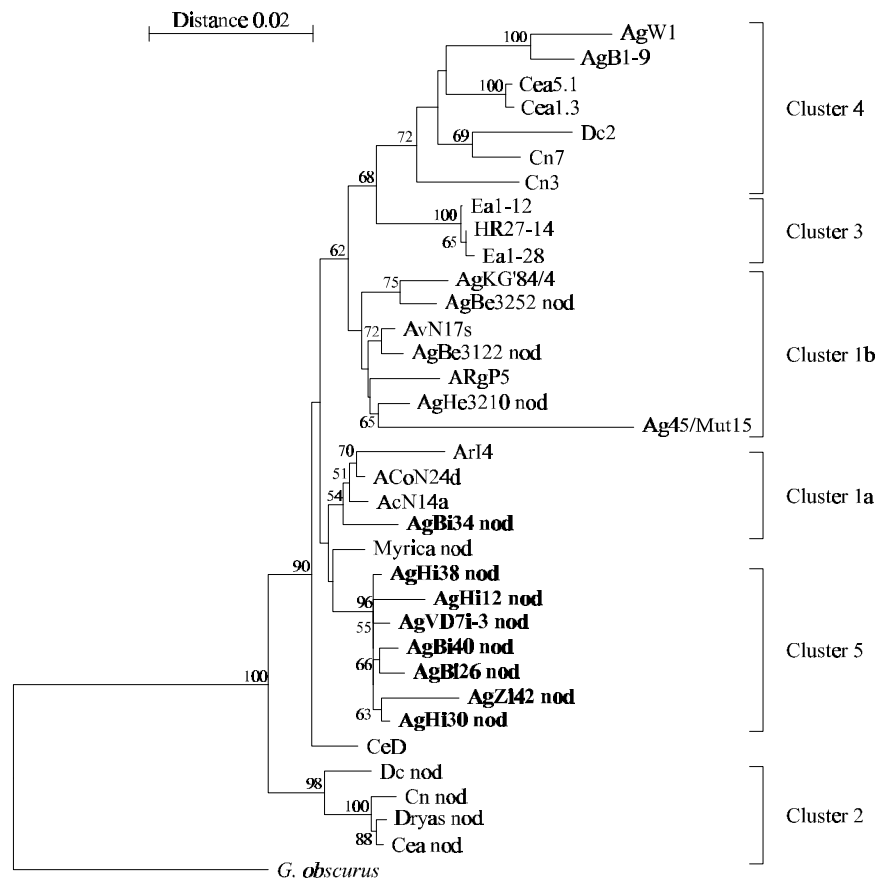 Distance 0.02
100
AgW1
AgB1-9
100
Cea5.1
Cea1.3
72
69
Dc2
Cn7
Cn3
Cluster 4
68
100
Ea1-12
HR27-14
65
Ea1-28
Cluster 3
62
75
AgKG'84/4
AgBe3252 nod
72
AvN17s
AgBe3122 nod
ARgP5
AgHe3210 nod
65
Ag45/Mut15
Cluster 1b
70
ArI4
51
ACoN24d
54
AcN14a
AgBi34 nod
Cluster 1a
Myrica nod
90
AgHi38 nod
96
AgHi12 nod
55
AgVD7i-3 nod
AgBi40 nod
66
AgBi26 nod
AgZi42 nod
63
AgHi30 nod
Cluster 5
100
CeD
98
Dc nod
100
Cn nod
Dryas nod
88
Cea nod
Cluster 2
G. obscurus